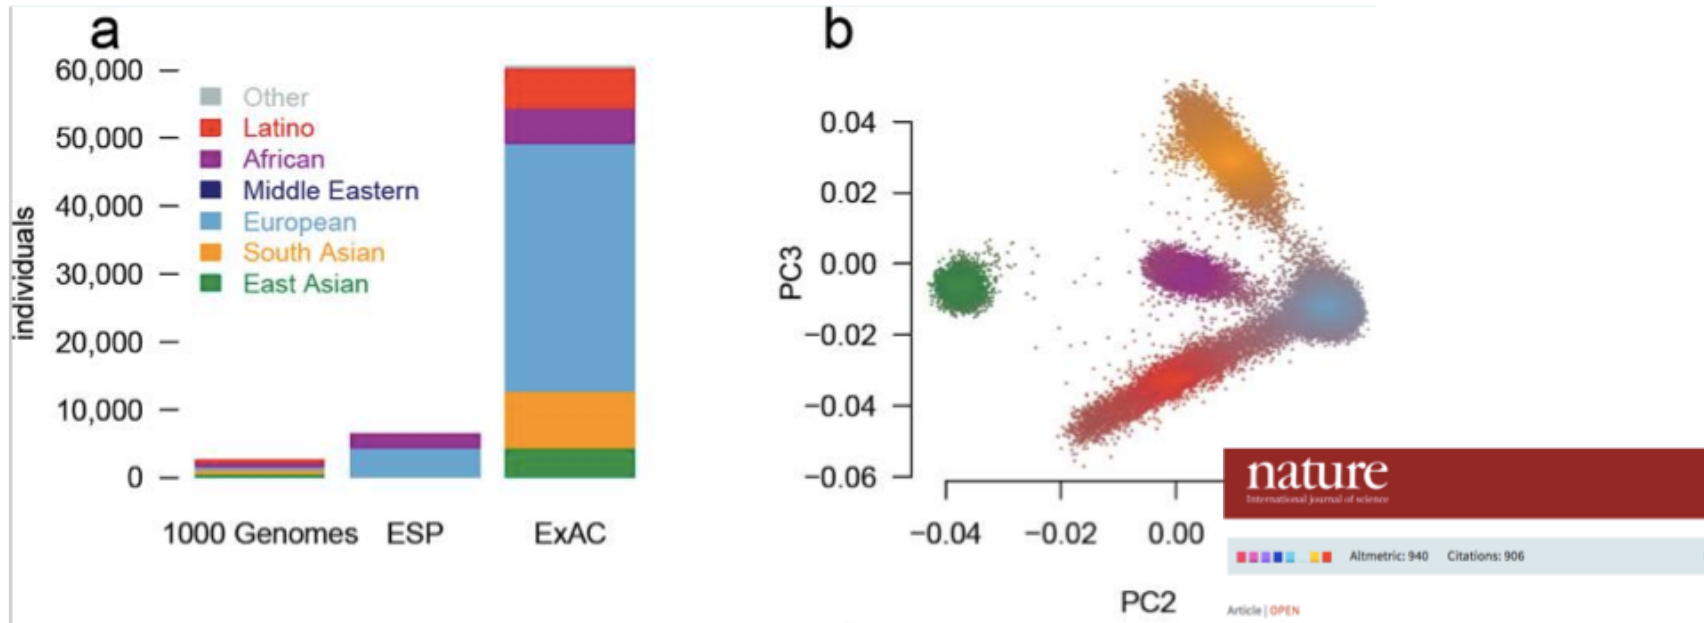 a
60,000
50,000
40,000
30,000
20,000
10,000
0
individuals
Other
Latino
African
Middle Eastern
European
South Asian
East Asian
1000 Genomes ESP ExAC
b
0.04
0.02
0.00
−0.02
−0.04
−0.06
PC3
−0.04 −0.02 0.00
PC2
nature
International journal of science
Altmetric: 940 Citations: 906
Article | OPEN